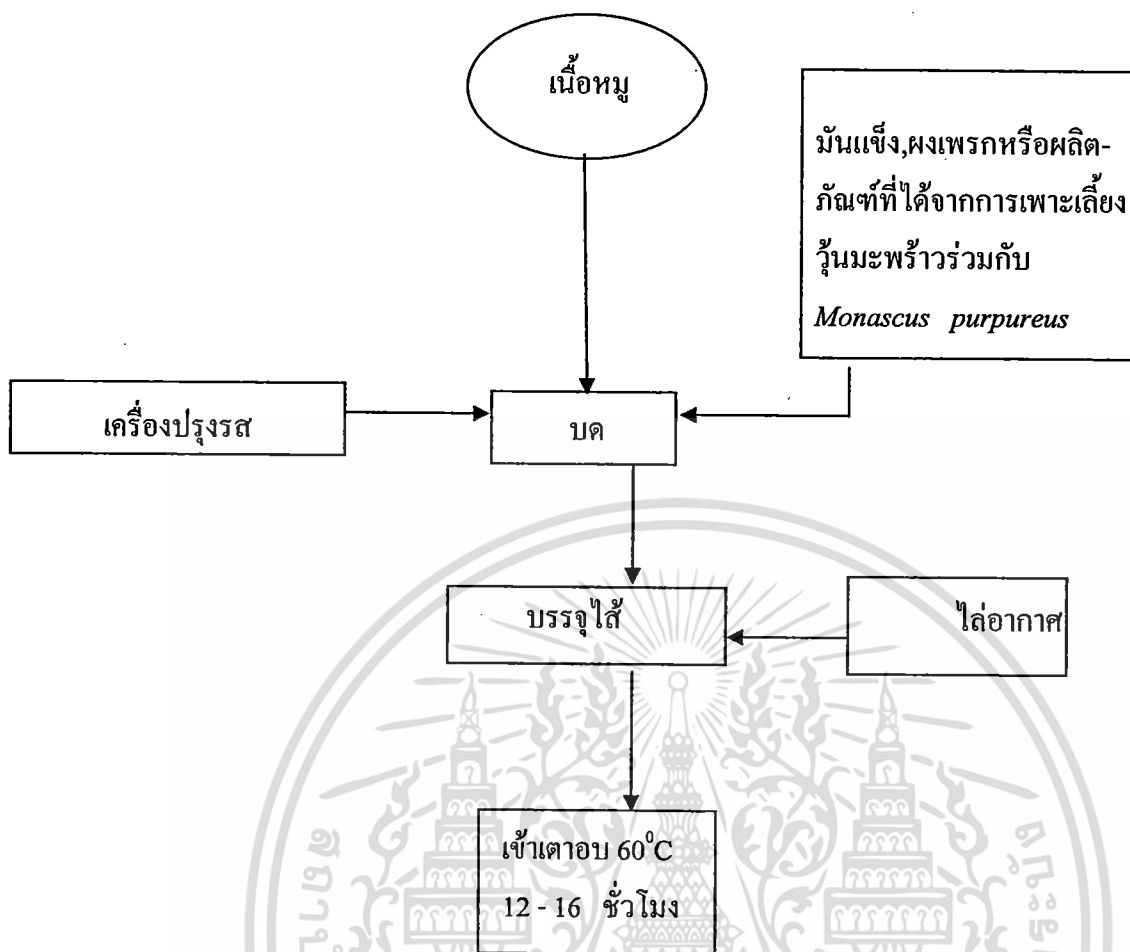 เนื้อหมู
มันแข็ง,ผงเพรกหรือผลิต-
ภัณฑ์ที่ได้จากการเพาะเลี้ยง
วุ้นมะพร้าวร่วมกับ
Monascus purpureus
เครื่องปรุงรส
บด
บรรจุไส้
ไล่อากาศ
เข้าเตาอบ 60°C
12 - 16 ชั่วโมง